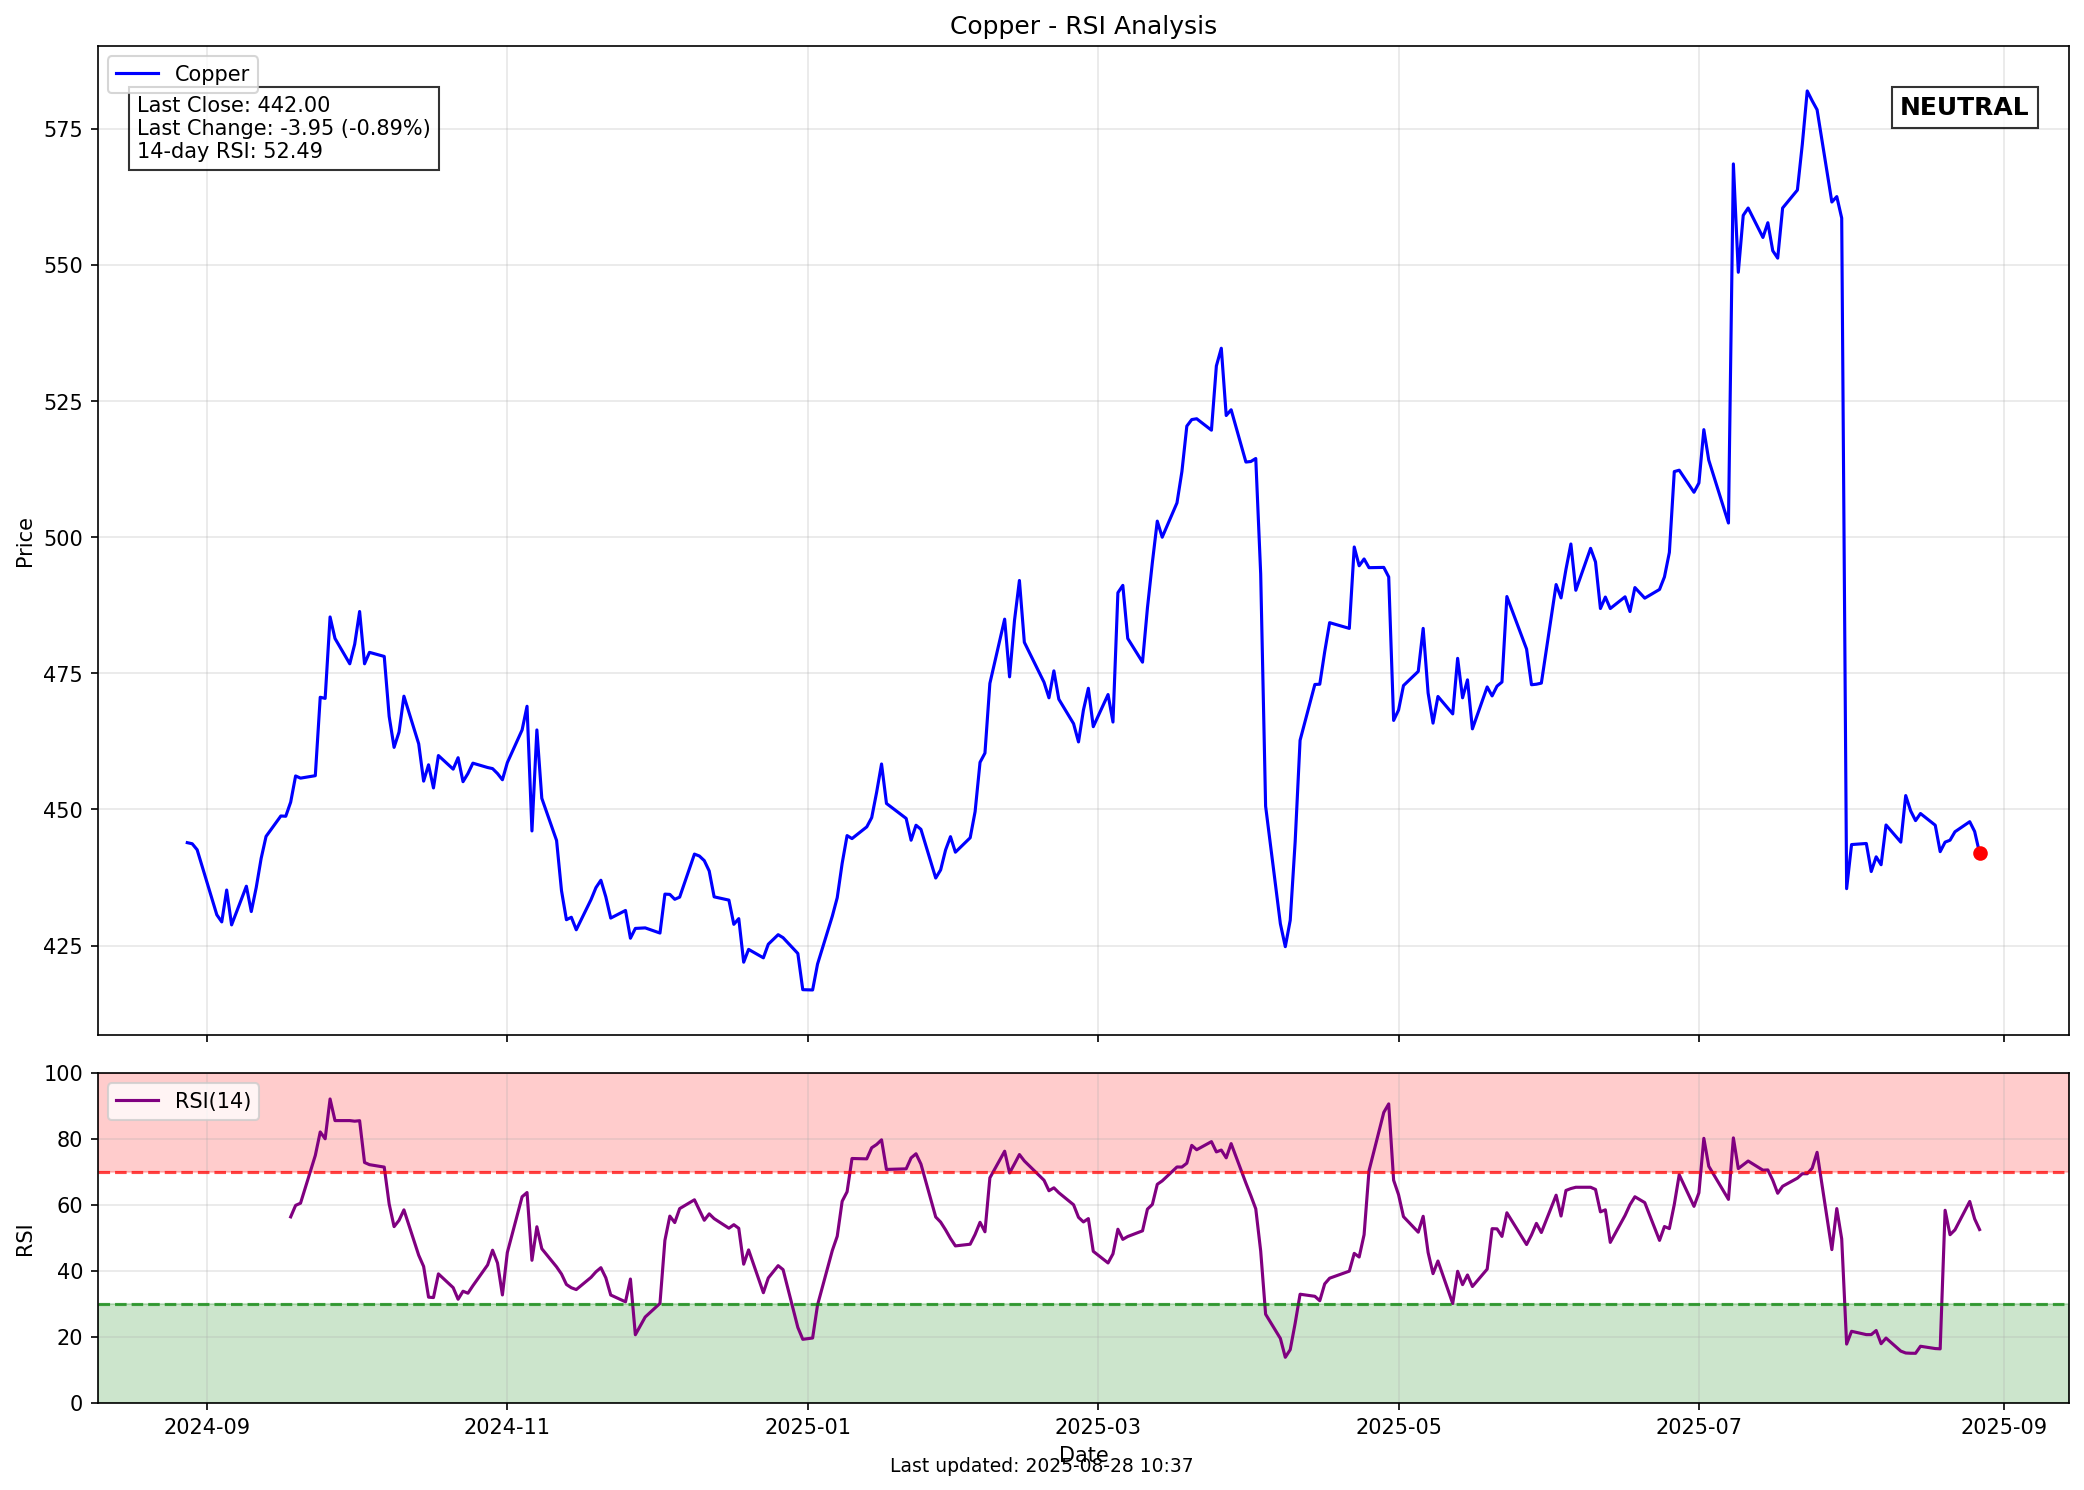 Copper - RSI Analysis
Copper
Last Close: 442.00
Last Change: -3.95 (-0.89%)
14-day RSI: 52.49
NEUTRAL
575
550
525
500
475
450
425
Price
RSI(14)
100
80
60
40
20
0
RSI
2024-09
2024-11
2025-01
2025-03
2025-05
2025-07
2025-09
Date
Last updated: 2025-08-28 10:37